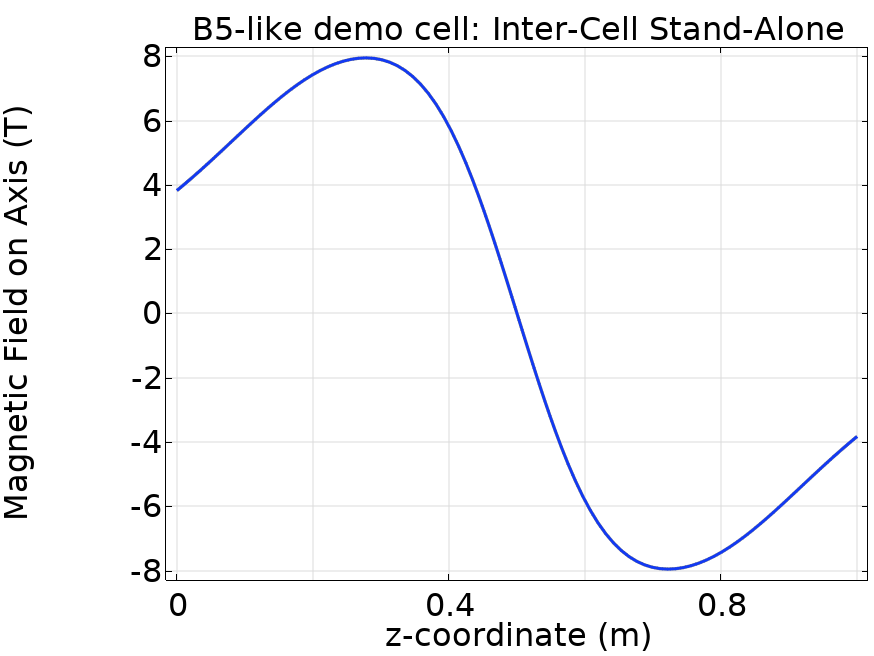 B5-like demo cell: Inter-Cell Stand-Alone
Magnetic Field on Axis (T)
8
6
4
2
0
-2
-4
-6
-8
0 0.4 0.8
z-coordinate (m)